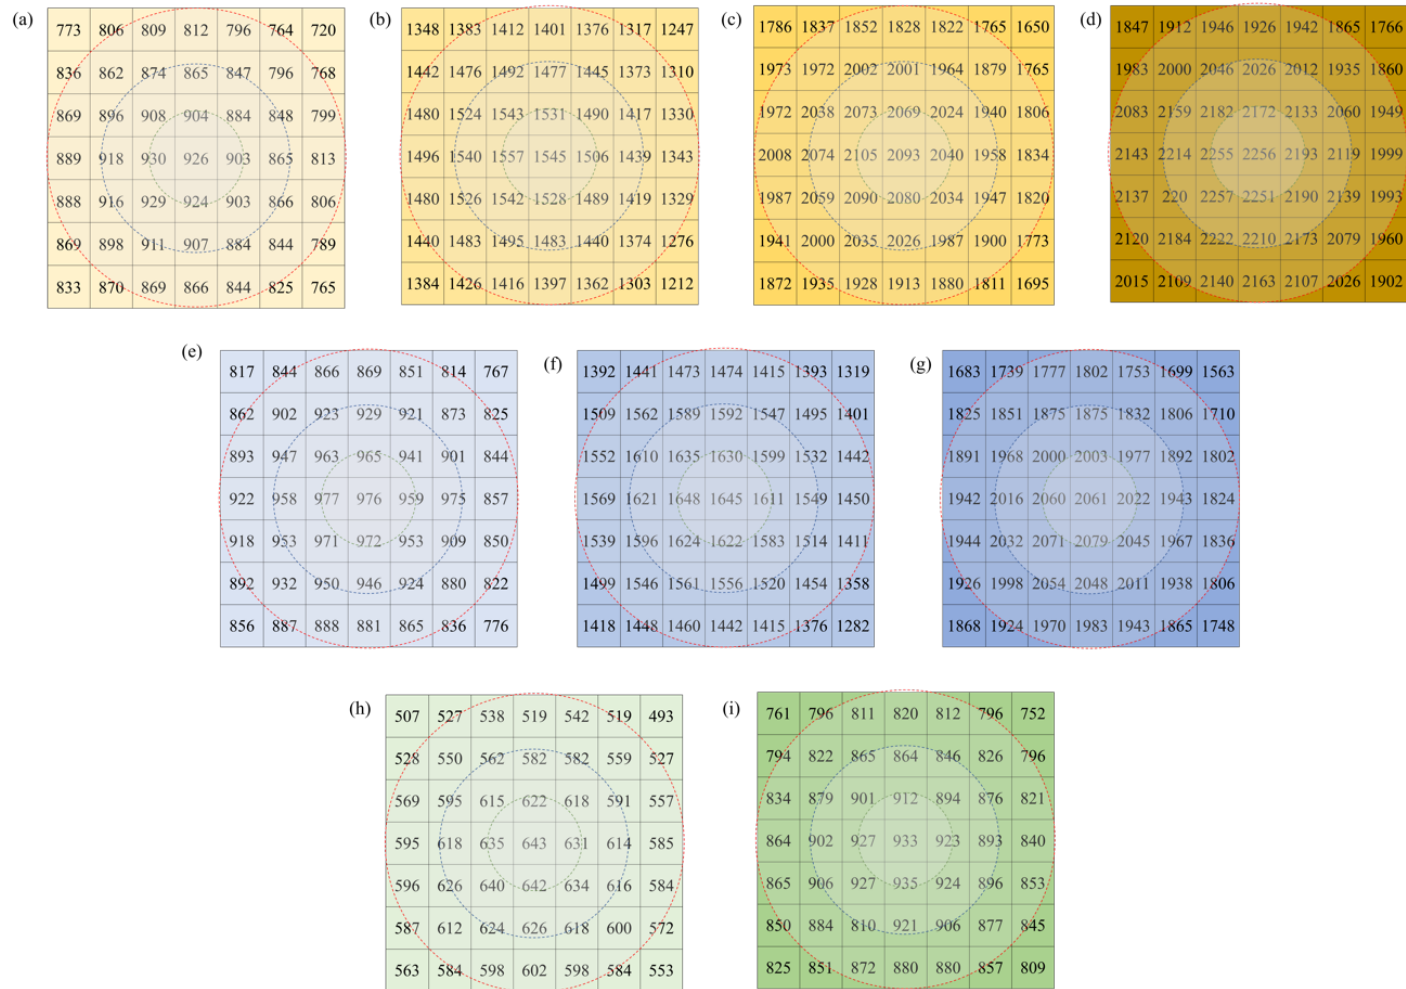 (a)
773 806 809 812 796 764 720
836 862 874 865 847 796 768
869 896 908 904 884 848 799
889 918 930 926 903 865 813
888 916 929 924 903 866 806
869 898 911 907 884 844 789
833 870 869 866 844 825 765
(b)
1348 1383 1412 1401 1376 1317 1247
1442 1476 1492 1477 1445 1373 1310
1480 1524 1543 1531 1490 1417 1330
1496 1540 1557 1545 1506 1439 1343
1480 1526 1542 1528 1489 1419 1329
1440 1483 1495 1483 1440 1374 1276
1384 1426 1416 1397 1362 1303 1212
(c)
1786 1837 1852 1828 1822 1765 1650
1973 1972 2002 2001 1964 1879 1765
1972 2038 2073 2069 2024 1940 1806
2008 2074 2105 2093 2040 1958 1834
1987 2059 2090 2080 2034 1947 1820
1941 2000 2035 2026 1987 1900 1773
1872 1935 1928 1913 1880 1811 1695
(d)
1847 1912 1946 1926 1942 1865 1766
1983 2000 2046 2026 2012 1935 1860
2083 2159 2182 2172 2133 2060 1949
2143 2214 2255 2256 2193 2119 1999
2137 220 2257 2251 2190 2139 1993
2120 2184 2222 2210 2173 2079 1960
2015 2109 2140 2163 2107 2026 1902
(e)
817 844 866 869 851 814 767
862 902 923 929 921 873 825
893 947 963 965 941 901 844
922 958 977 976 959 975 857
918 953 971 972 953 909 850
892 932 950 946 924 880 822
856 887 888 881 865 836 776
(f)
1392 1441 1473 1474 1415 1393 1319
1509 1562 1589 1592 1547 1495 1401
1552 1610 1635 1630 1599 1532 1442
1569 1621 1648 1645 1611 1549 1450
1539 1596 1624 1622 1583 1514 1411
1499 1546 1561 1556 1520 1454 1358
1418 1448 1460 1442 1415 1376 1282
(g)
1683 1739 1777 1802 1753 1699 1563
1825 1851 1875 1875 1832 1806 1710
1891 1968 2000 2003 1977 1892 1802
1942 2016 2060 2061 2022 1943 1824
1944 2032 2071 2079 2045 1967 1836
1926 1998 2054 2048 2011 1938 1806
1868 1924 1970 1983 1943 1865 1748
(h)
507 527 538 519 542 519 493
528 550 562 582 582 559 527
569 595 615 622 618 591 557
595 618 635 643 631 614 585
596 626 640 642 634 616 584
587 612 624 626 618 600 572
563 584 598 602 598 584 553
(i)
761 796 811 820 812 796 752
794 822 865 864 846 826 796
834 879 901 912 894 876 821
864 902 927 933 923 893 840
865 906 927 935 924 896 853
850 884 810 921 906 877 845
825 851 872 880 880 857 809